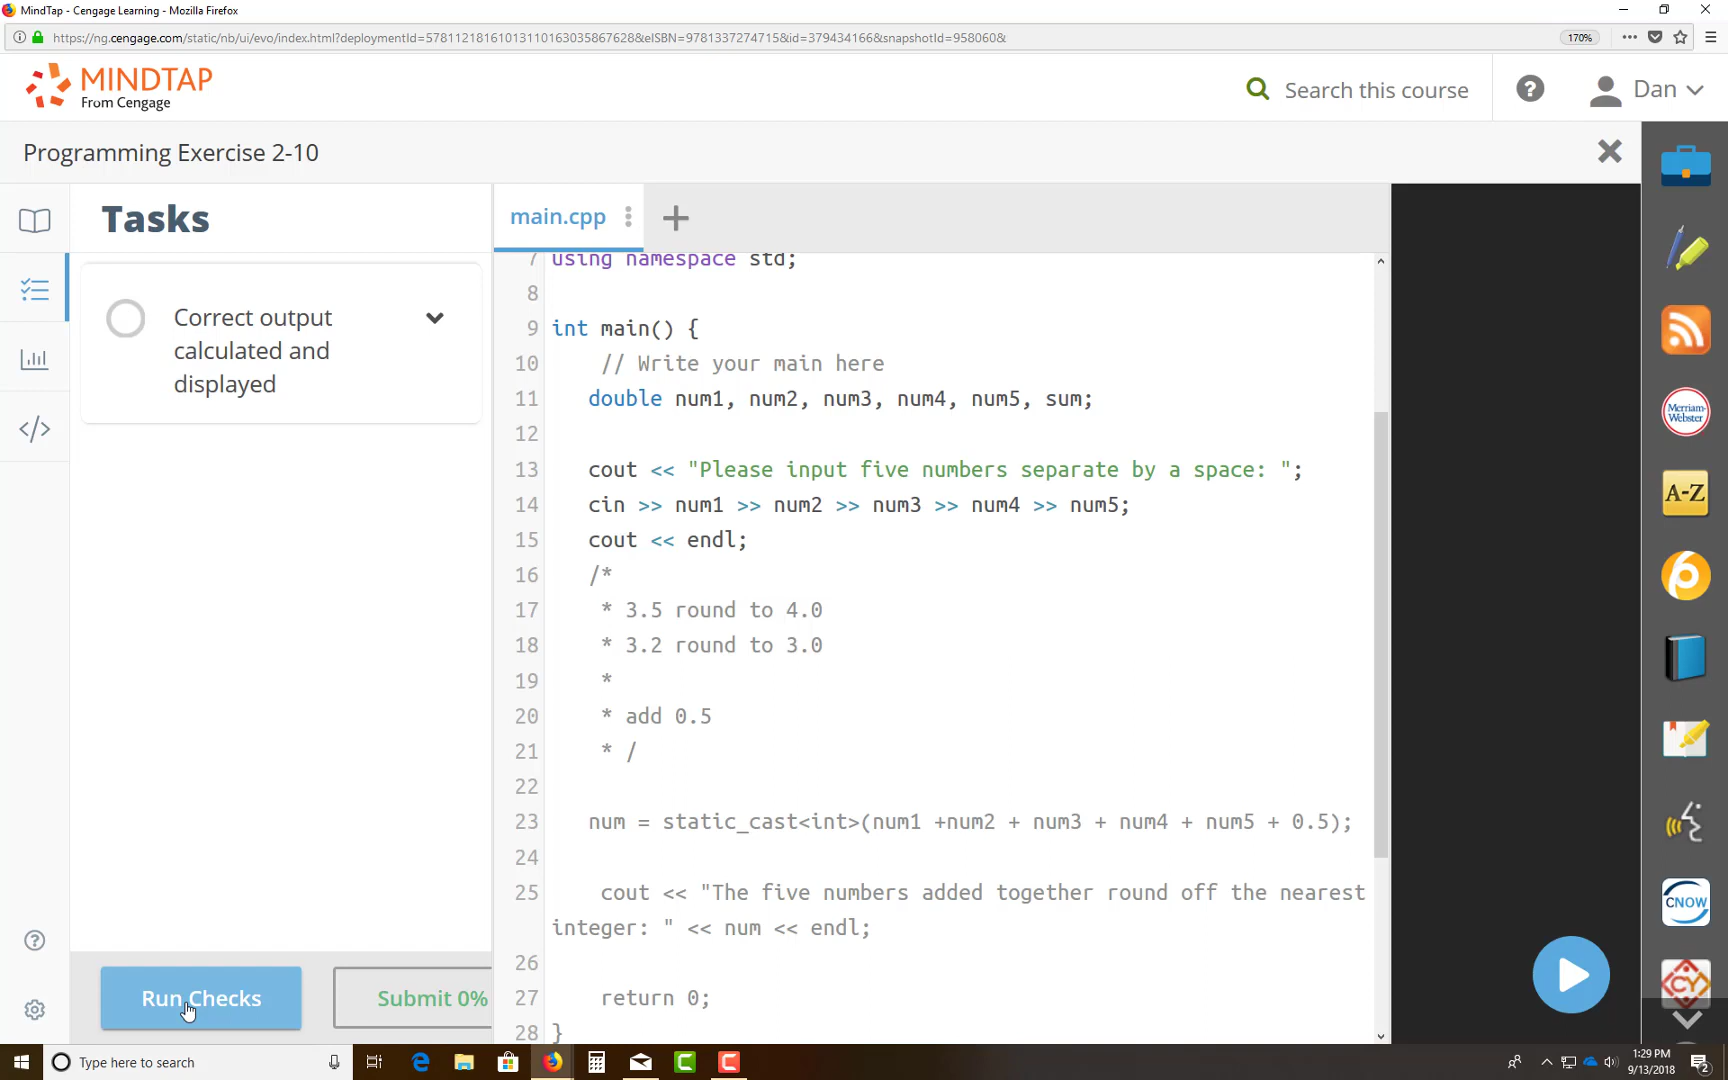 MindTap - Cengage Learning - Mozilla Firefox
https://ng.cengage.com/static/nb/ui/evo/index.html?deploymentId=57811218161013110163035867628&eISBN=9781337274715&id=379434166&snapshotId=958060&
170%
MINDTAP
From Cengage
Search this course
Dan
Programming Exercise 2-10
Tasks
Correct output
calculated and
displayed
Run Checks
Submit 0%
main.cpp
7 using namespace std;
8
9 int main() {
10 // Write your main here
11 double num1, num2, num3, num4, num5, sum;
12
13 cout << "Please input five numbers separate by a space: ";
14 cin >> num1 >> num2 >> num3 >> num4 >> num5;
15 cout << endl;
16 /*
17 * 3.5 round to 4.0
18 * 3.2 round to 3.0
19 *
20 * add 0.5
21 * /
22
23 num = static_cast<int>(num1 +num2 + num3 + num4 + num5 + 0.5);
24
25 cout << "The five numbers added together round off the nearest
integer: " << num << endl;
26
27 return 0;
28 }
Merriam-
Webster
A-Z
CNOW
CY
Type here to search
1:29 PM
9/13/2018
2